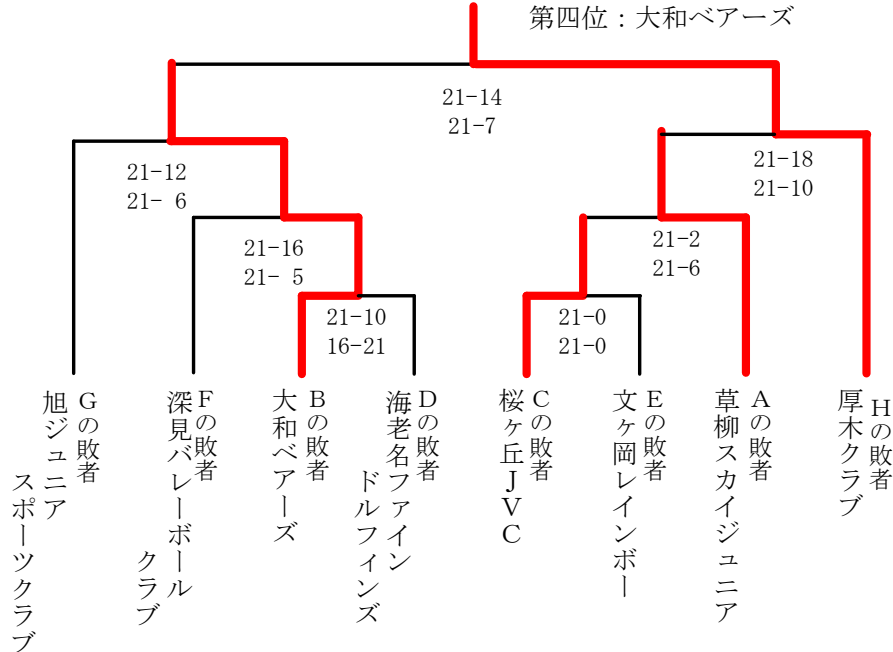 第四位：大和ベアーズ
21-14
21-7
21-12
21- 6
21-18
21-10
21-16
21- 5
21-2
21-6
21-10
16-21
21-0
21-0
Gの敗者
旭ジュニア
スポーツクラブ
Fの敗者
深見バレーボール
クラブ
Bの敗者
大和ベアーズ
Dの敗者
海老名ファイン
ドルフィンズ
Cの敗者
桜ヶ丘JVC
Eの敗者
文ヶ岡レインボー
Aの敗者
草柳スカイジュニア
Hの敗者
厚木クラブ